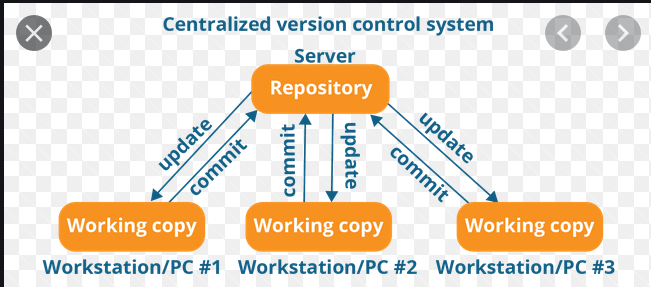 Centralized version control system
Server
Repository
update
commit
commit
update
update
commit
Working copy
Working copy
Working copy
Workstation/PC #1
Workstation/PC #2
Workstation/PC #3